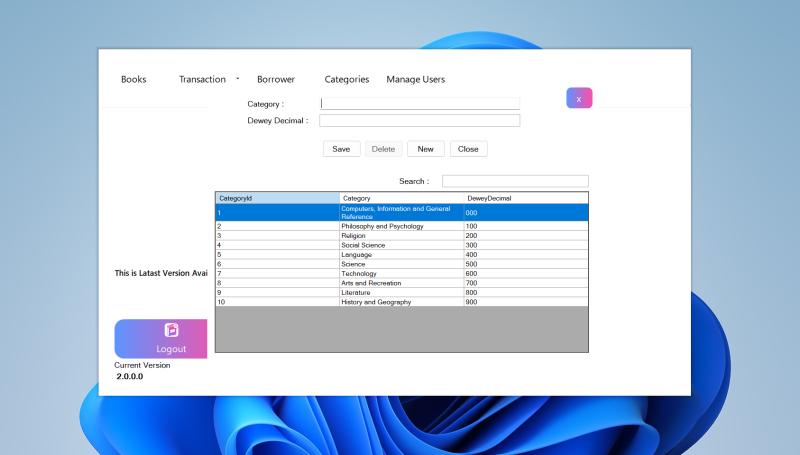 Books Transaction Borrower Categories Manage Users
Category :
x
Dewey Decimal :
Save Delete New Close
Search :
CategoryId Category DeweyDecimal
1 Computers, Information and General Reference 000
2 Philosophy and Psychology 100
3 Religion 200
4 Social Science 300
5 Language 400
6 Science 500
7 Technology 600
8 Arts and Recreation 700
9 Literature 800
10 History and Geography 900
This is Latast Version Avai
Logout
Current Version
2.0.0.0